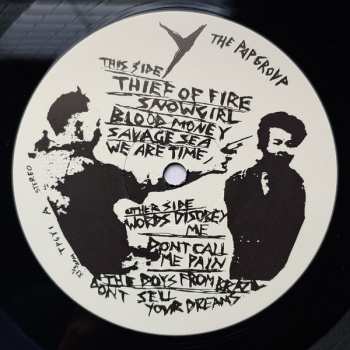 THE POP GROUP
THIS SIDE
THIEF OF FIRE
SNOWGIRL
BLOOD MONEY
SAVAGE SEA
WE ARE TIME
OTHER SIDE
WORDS DISOBEY
ME
DONT CALL
ME PAIN
THE BOYS FROM BRAZIL
DONT SELL
YOUR DREAMS
STEREO
A